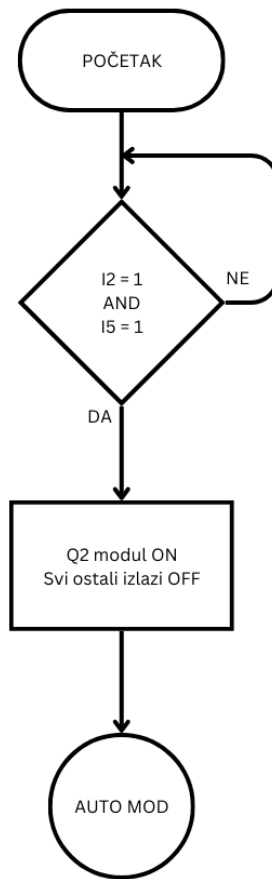 POČETAK
I2 = 1
AND
I5 = 1
NE
DA
Q2 modul ON
Svi ostali izlazi OFF
AUTO MOD